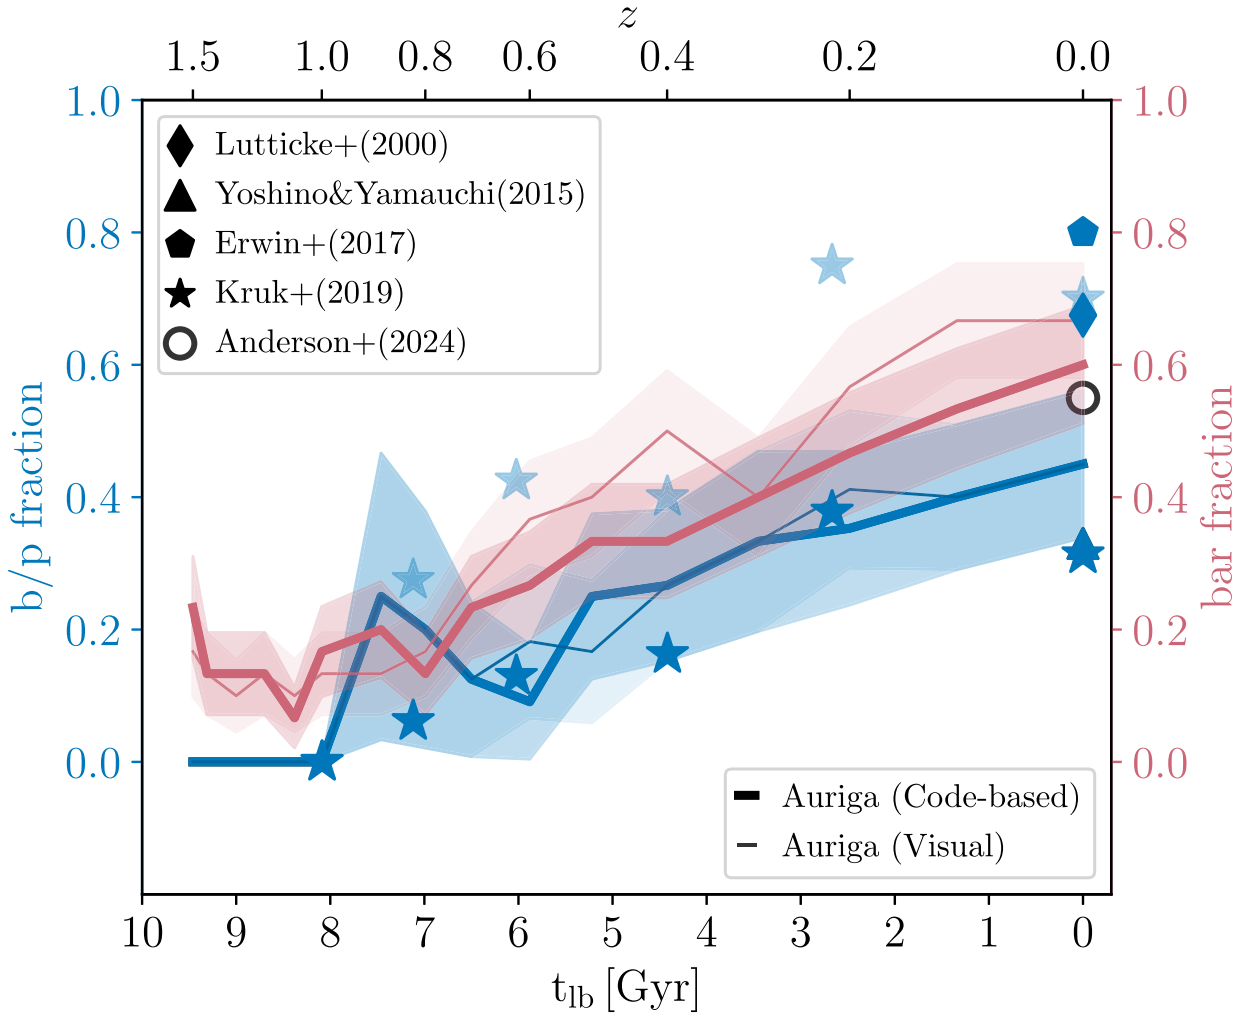 z
1.5 1.0 0.8 0.6 0.4 0.2 0.0
1.0 1.0
Lutticke+(2000)
Yoshino&Yamauchi(2015)
Erwin+(2017)
Kruk+(2019)
Anderson+(2024)
0.8 0.8
0.6 0.6
b/p fraction
bar fraction
0.4 0.4
0.2 0.2
0.0 0.0
Auriga (Code-based)
Auriga (Visual)
10 9 8 7 6 5 4 3 2 1 0
t_lb [Gyr]